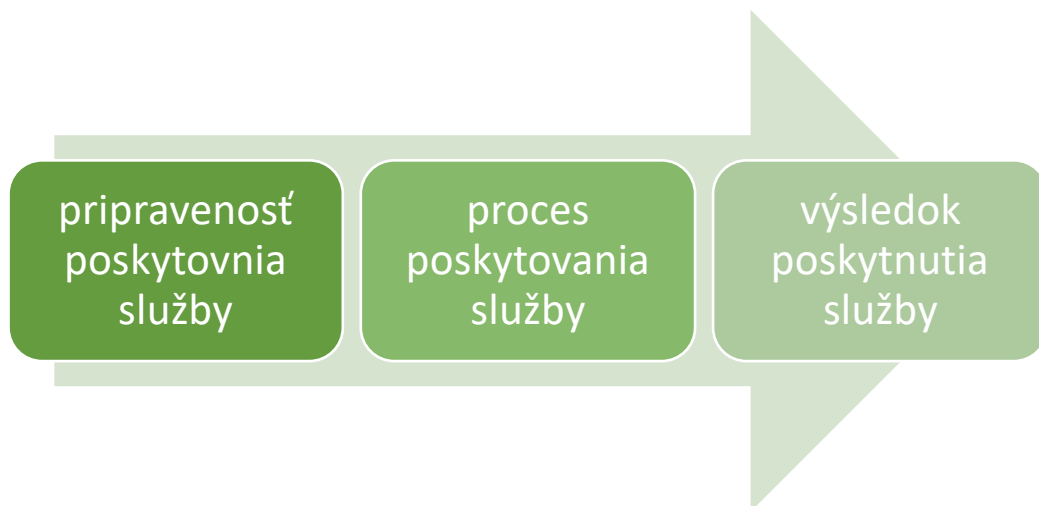 pripravenosť
poskytovnia
služby
proces
poskytovania
služby
výsledok
poskytnutia
služby